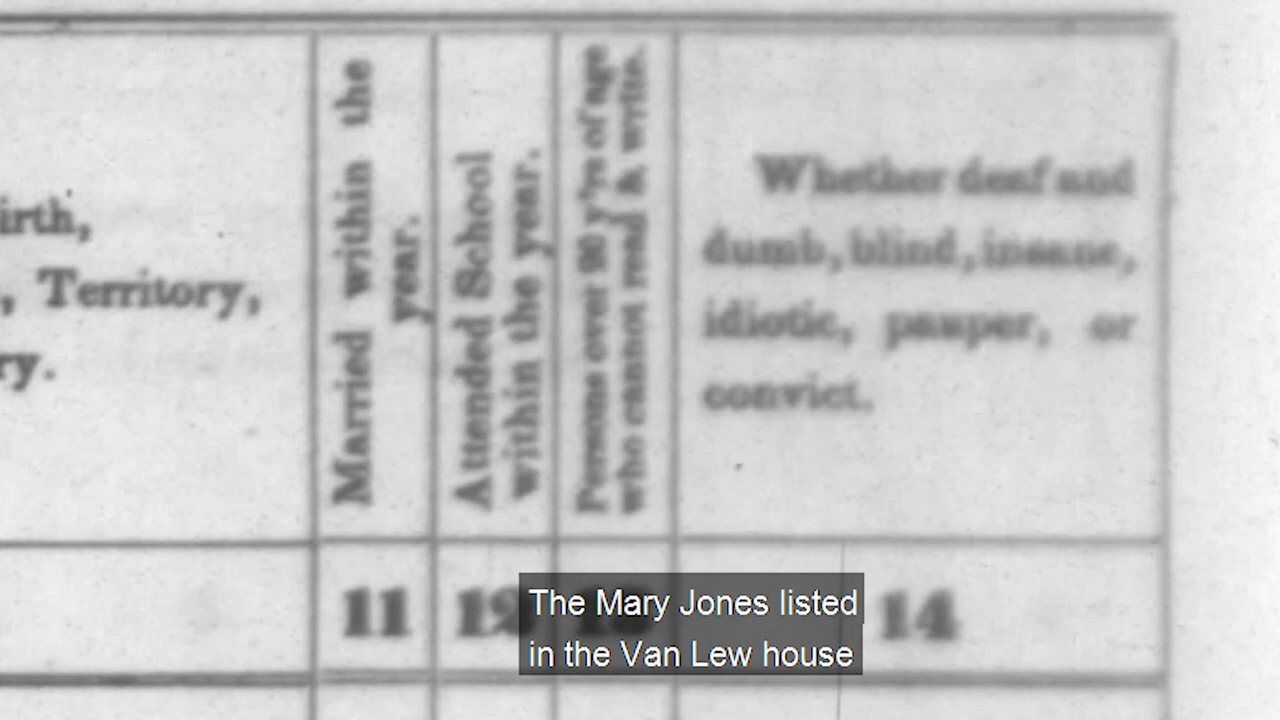 irth,
, Territory,
ry.
Married within the
year.
Attended School
within the year.
Persons over 20 y'rs of age
who cannot read & write.
Whether deaf and
dumb, blind, insane,
idiotic, pauper, or
convict.
11
12
13
14
The Mary Jones listed
in the Van Lew house